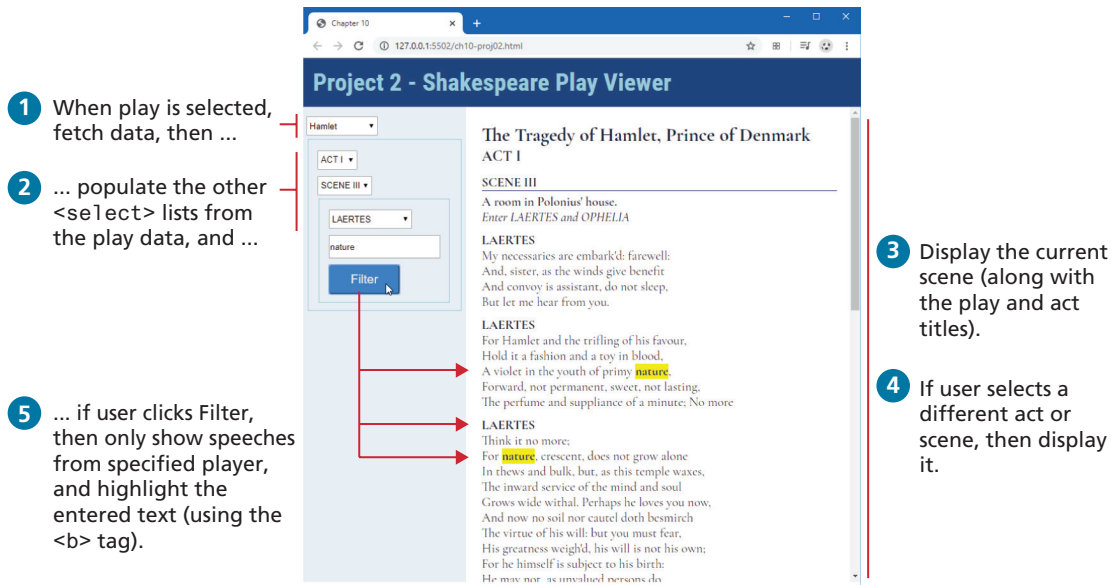 Chapter 10
127.0.0.1:5502/ch10-proj02.html
Project 2 - Shakespeare Play Viewer
1 When play is selected,
fetch data, then ...
2 ... populate the other
<select> lists from
the play data, and ...
5 ... if user clicks Filter,
then only show speeches
from specified player,
and highlight the
entered text (using the
<b> tag).
Hamlet
ACT I
SCENE III
LAERTES
nature
Filter
The Tragedy of Hamlet, Prince of Denmark
ACT I
SCENE III
A room in Polonius' house.
Enter LAERTES and OPHELIA
LAERTES
My necessaries are embark'd: farewell:
And, sister, as the winds give benefit
And convoy is assistant, do not sleep,
But let me hear from you.
LAERTES
For Hamlet and the trifling of his favour,
Hold it a fashion and a toy in blood,
A violet in the youth of primy nature,
Forward, not permanent, sweet, not lasting,
The perfume and suppliance of a minute; No more
LAERTES
Think it no more;
For nature, crescent, does not grow alone
In thews and bulk, but, as this temple waxes,
The inward service of the mind and soul
Grows wide withal. Perhaps he loves you now,
And now no soil nor cautel doth besmirch
The virtue of his will: but you must fear,
His greatness weigh'd, his will is not his own;
For he himself is subject to his birth:
He may not, as unvalued persons do,
3 Display the current
scene (along with
the play and act
titles).
4 If user selects a
different act or
scene, then display
it.